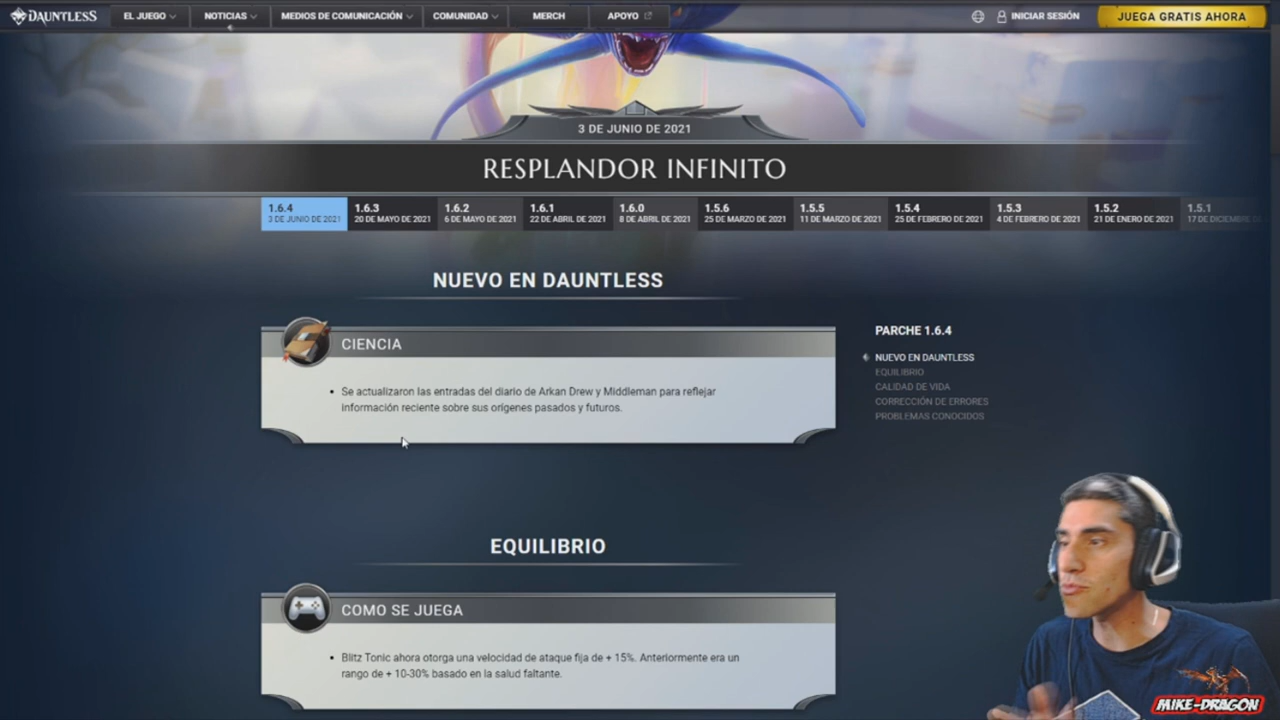 DAUNTLESS
EL JUEGO
NOTICIAS
MEDIOS DE COMUNICACIÓN
COMUNIDAD
MERCH
APOYO
INICIAR SESIÓN
JUEGA GRATIS AHORA
3 DE JUNIO DE 2021
RESPLANDOR INFINITO
1.6.4
3 DE JUNIO DE 2021
1.6.3
20 DE MAYO DE 2021
1.6.2
6 DE MAYO DE 2021
1.6.1
22 DE ABRIL DE 2021
1.6.0
8 DE ABRIL DE 2021
1.5.6
25 DE MARZO DE 2021
1.5.5
11 DE MARZO DE 2021
1.5.4
25 DE FEBRERO DE 2021
1.5.3
4 DE FEBRERO DE 2021
1.5.2
21 DE ENERO DE 2021
1.5.1
17 DE DICIEMBRE DE
NUEVO EN DAUNTLESS
CIENCIA
Se actualizaron las entradas del diario de Arkan Drew y Middleman para reflejar
información reciente sobre sus orígenes pasados y futuros.
PARCHE 1.6.4
NUEVO EN DAUNTLESS
EQUILIBRIO
CALIDAD DE VIDA
CORRECCIÓN DE ERRORES
PROBLEMAS CONOCIDOS
EQUILIBRIO
COMO SE JUEGA
Blitz Tonic ahora otorga una velocidad de ataque fija de + 15%. Anteriormente era un
rango de + 10-30% basado en la salud faltante.
MIKE-DRAGON